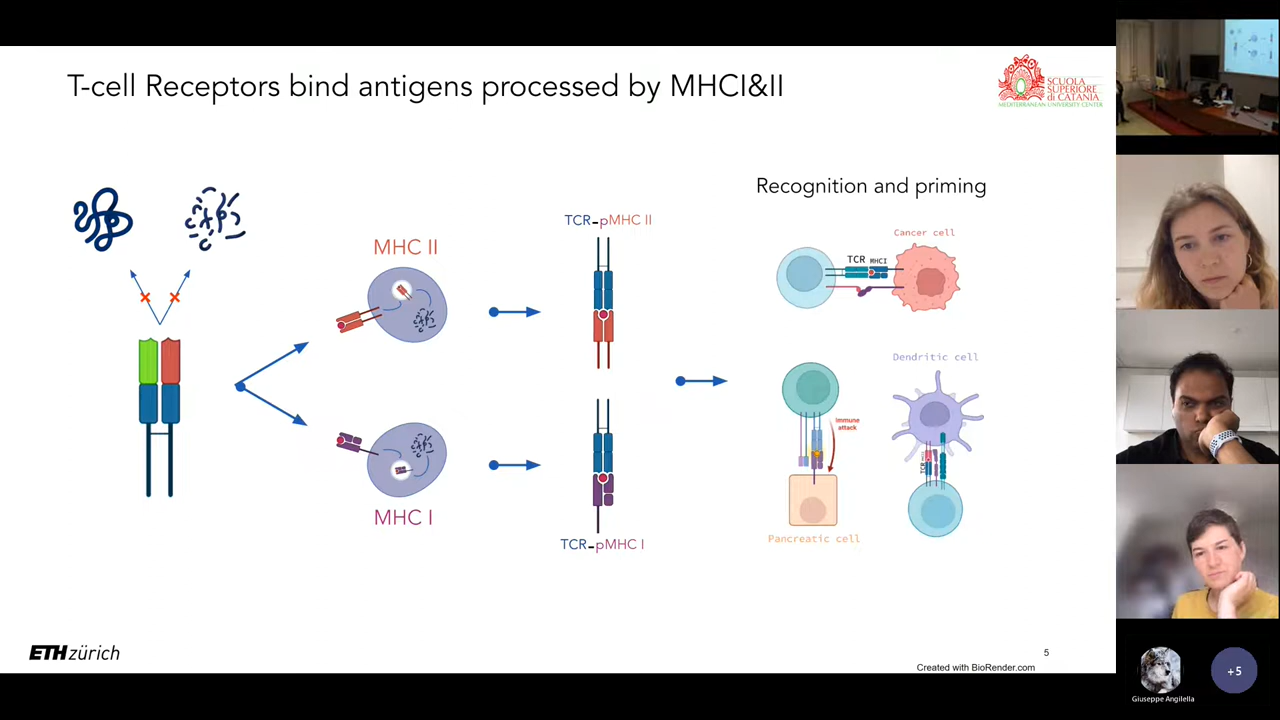 T-cell Receptors bind antigens processed by MHCI&II
SCUOLA
SUPERIORE
di CATANIA
MEDITERRANEAN UNIVERSITY CENTER
Recognition and priming
TCR-pMHC II
MHC II
Cancer cell
TCR MHCI
Dendritic cell
immune
attack
TCR
MHC I
TCR-pMHC I
Pancreatic cell
ETH zürich
5
Created with BioRender.com
+5
Giuseppe Angilella